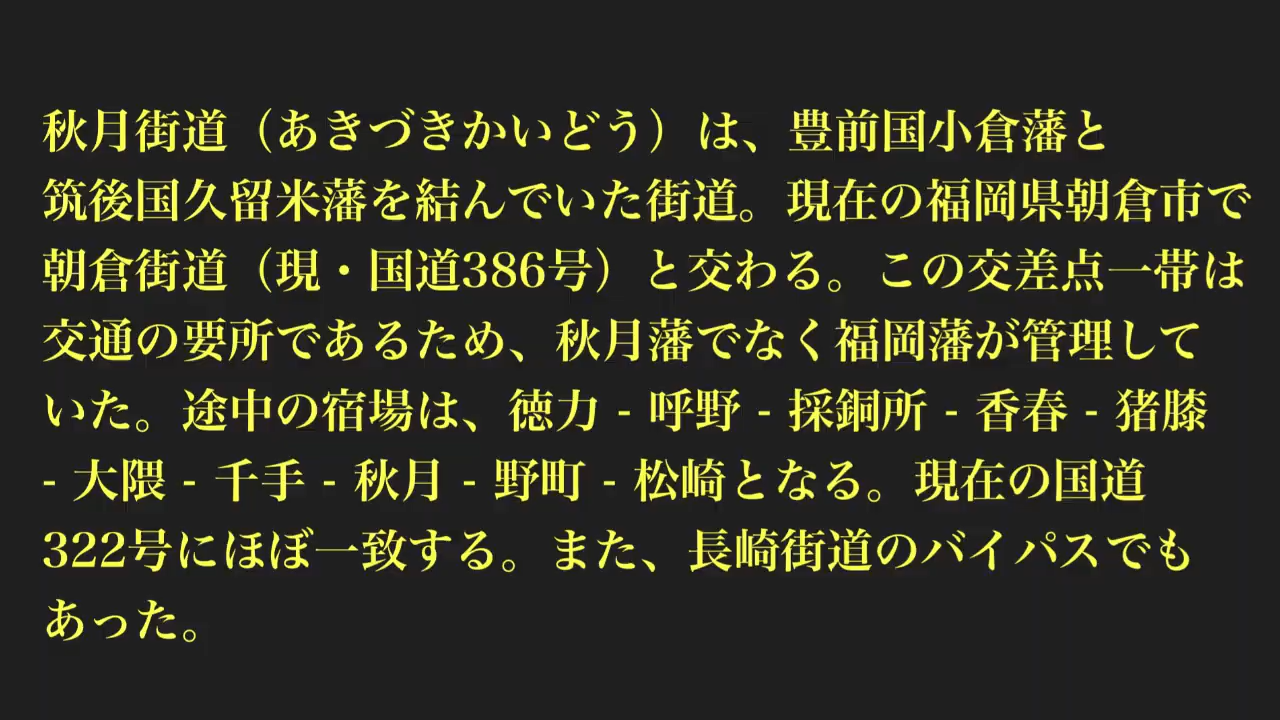 秋月街道（あきづきかいどう）は、豊前国小倉藩と
筑後国久留米藩を結んでいた街道。現在の福岡県朝倉市で
朝倉街道（現・国道386号）と交わる。この交差点一帯は
交通の要所であるため、秋月藩でなく福岡藩が管理して
いた。途中の宿場は、徳力 - 呼野 - 採銅所 - 香春 - 猪膝
- 大隈 - 千手 - 秋月 - 野町 - 松崎となる。現在の国道
322号にほぼ一致する。また、長崎街道のバイパスでも
あった。